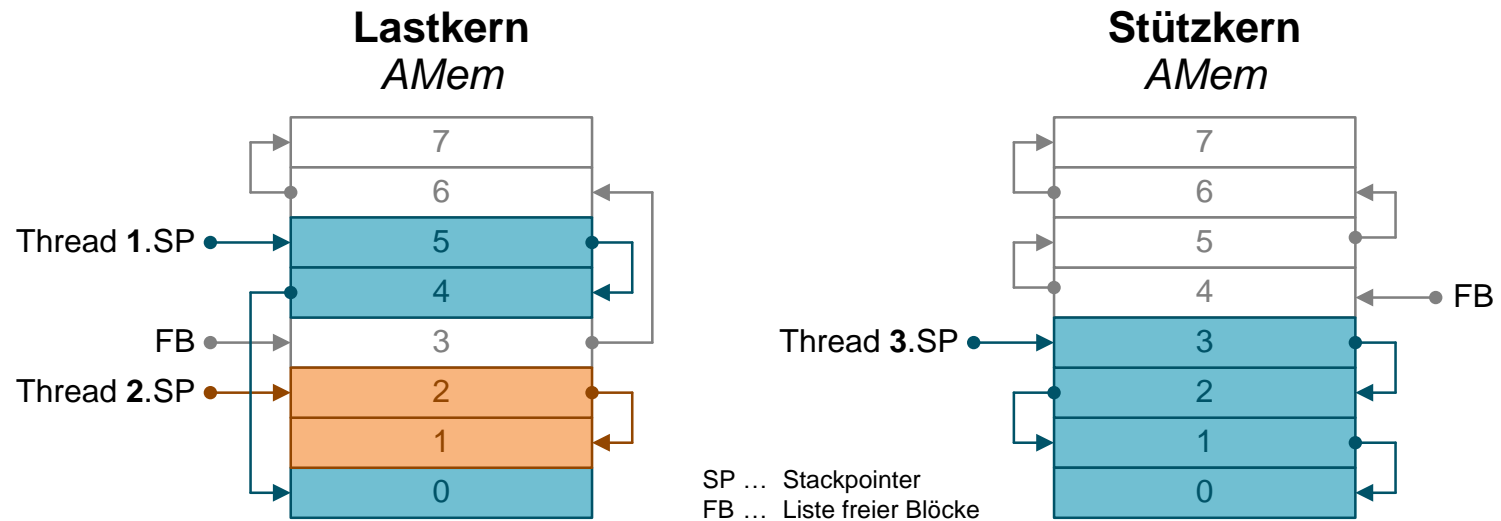 Lastkern
AMem
7
6
Thread 1.SP
5
4
FB
3
Thread 2.SP
2
1
0
Stützkern
AMem
7
6
5
4
FB
Thread 3.SP
3
2
1
0
SP … Stackpointer
FB … Liste freier Blöcke